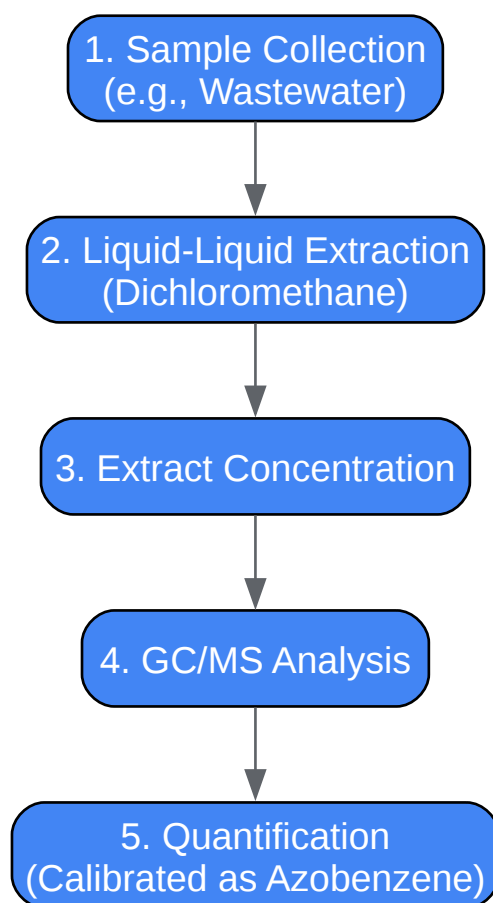 1. Sample Collection
(e.g., Wastewater)
2. Liquid-Liquid Extraction
(Dichloromethane)
3. Extract Concentration
4. GC/MS Analysis
5. Quantification
(Calibrated as Azobenzene)